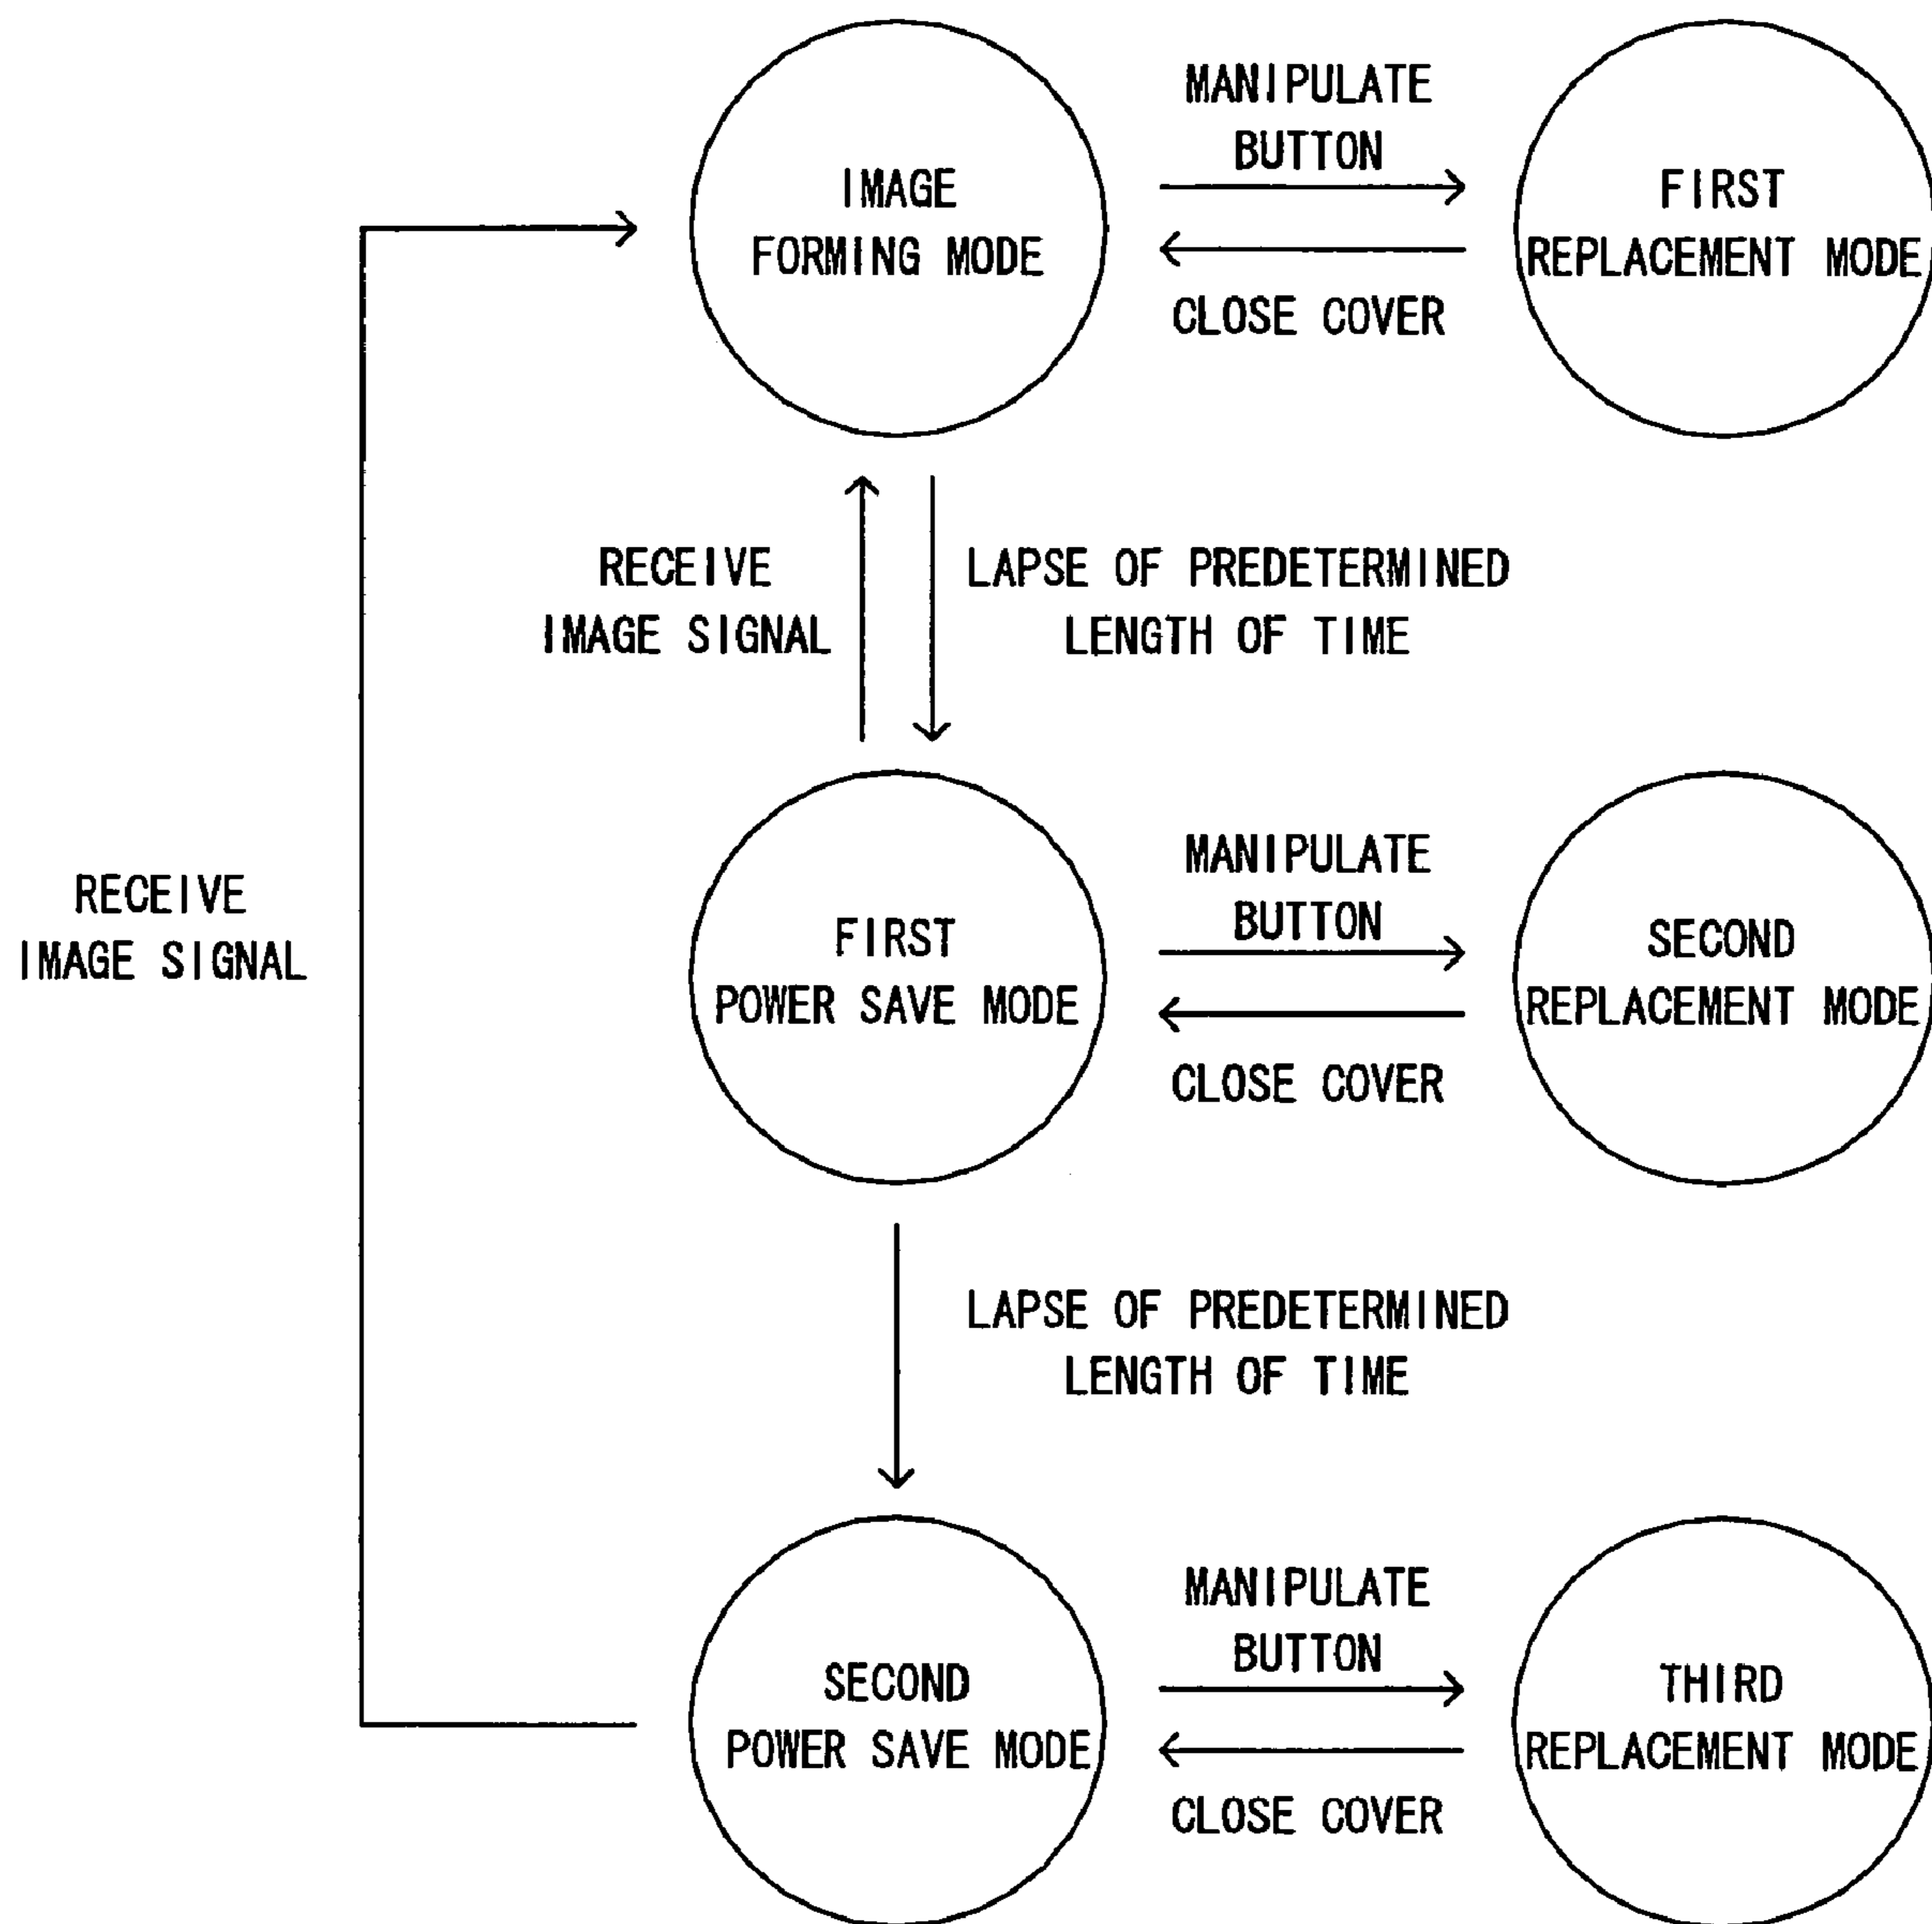 MANIPULATE
BUTTON
IMAGE
FORMING MODE
FIRST
REPLACEMENT MODE
CLOSE COVER
RECEIVE
IMAGE SIGNAL
LAPSE OF PREDETERMINED
LENGTH OF TIME
RECEIVE
IMAGE SIGNAL
MANIPULATE
BUTTON
FIRST
POWER SAVE MODE
SECOND
REPLACEMENT MODE
CLOSE COVER
LAPSE OF PREDETERMINED
LENGTH OF TIME
MANIPULATE
BUTTON
SECOND
POWER SAVE MODE
THIRD
REPLACEMENT MODE
CLOSE COVER